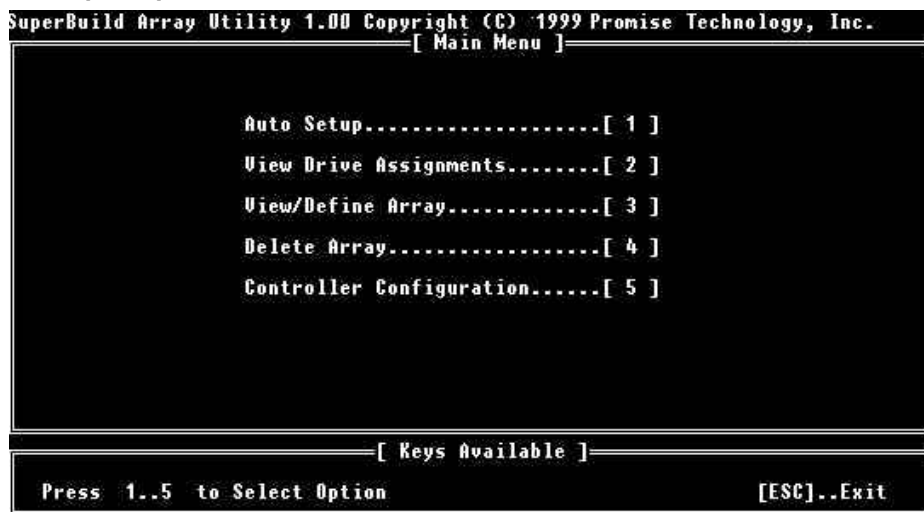 SuperBuild Array Utility 1.00 Copyright (C) 1999 Promise Technology, Inc.
[ Main Menu ]
Auto Setup....................[ 1 ]
View Drive Assignments........[ 2 ]
View/Define Array.............[ 3 ]
Delete Array..................[ 4 ]
Controller Configuration......[ 5 ]
[ Keys Available ]
Press 1..5 to Select Option [ESC]..Exit